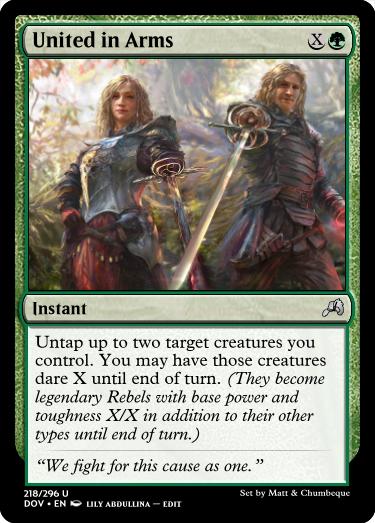 United in Arms
X
Instant
Untap up to two target creatures you
control. You may have those creatures
dare X until end of turn. (They become
legendary Rebels with base power and
toughness X/X in addition to their other
types until end of turn.)
“We fight for this cause as one.”
218/296 U
DOV • EN LILY ABDULLINA — EDIT
Set by Matt & Chumbeque